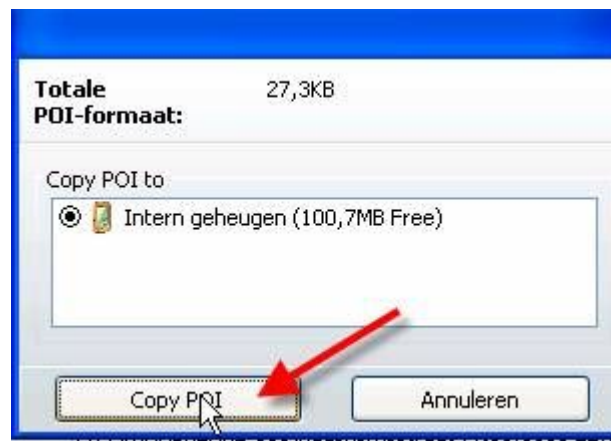 Totale 27,3KB
POI-formaat:
Copy POI to
Intern geheugen (100,7MB Free)
Copy POI Annuleren